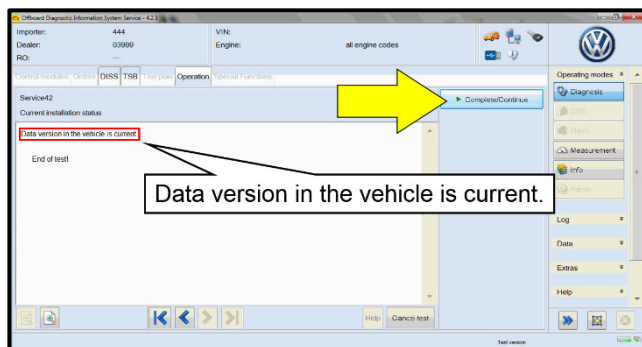 Offboard Diagnostic Information System Service - 4.2.3
Importer: 444
Dealer: 03999
RO: ---
VIN:
Engine: all engine codes
Control modules Orders DISS TSB Test plan Operation Special Functions
Service42
Current installation status
Complete/Continue
Data version in the vehicle is current.
End of test!
Data version in the vehicle is current.
Help
Cancel test
Operating modes
Diagnosis
OBD
Flash
Measurement
Info
Admin
Log
Data
Extras
Help
Test version